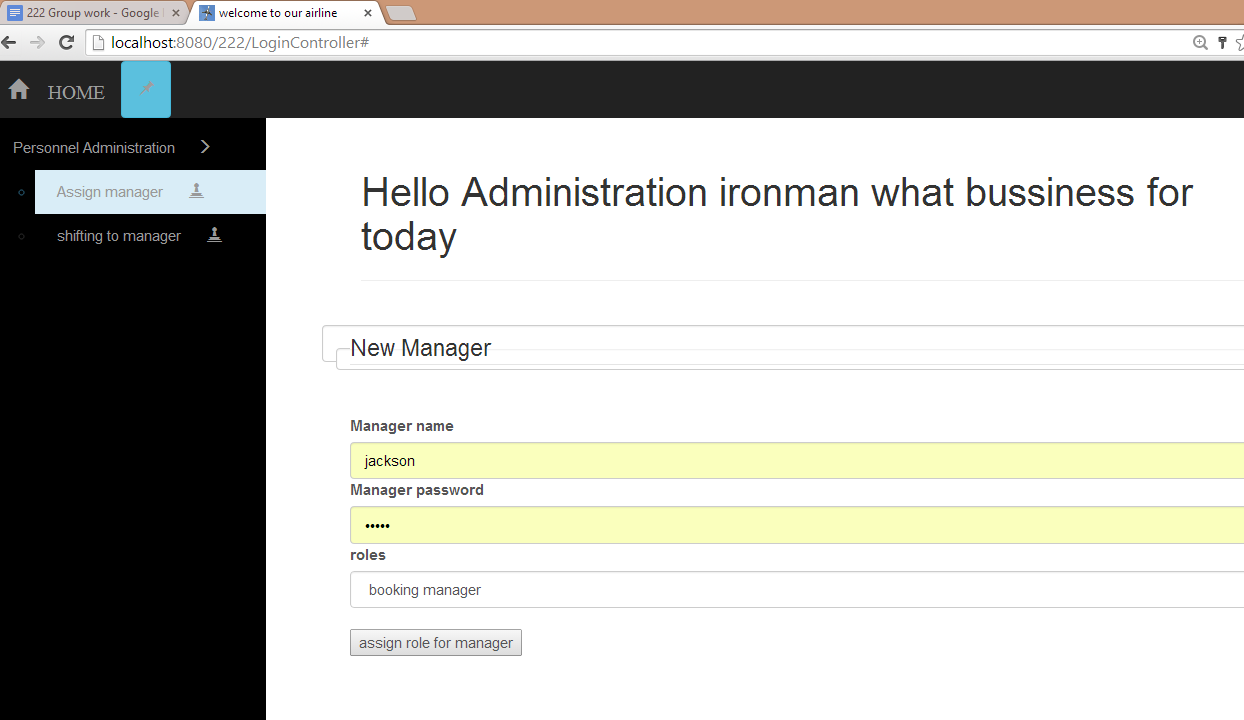 222 Group work - Google
welcome to our airline
localhost:8080/222/LoginController#
HOME
Personnel Administration
Assign manager
shifting to manager
Hello Administration ironman what bussiness for
today
New Manager
Manager name
jackson
Manager password
•••••
roles
booking manager
assign role for manager